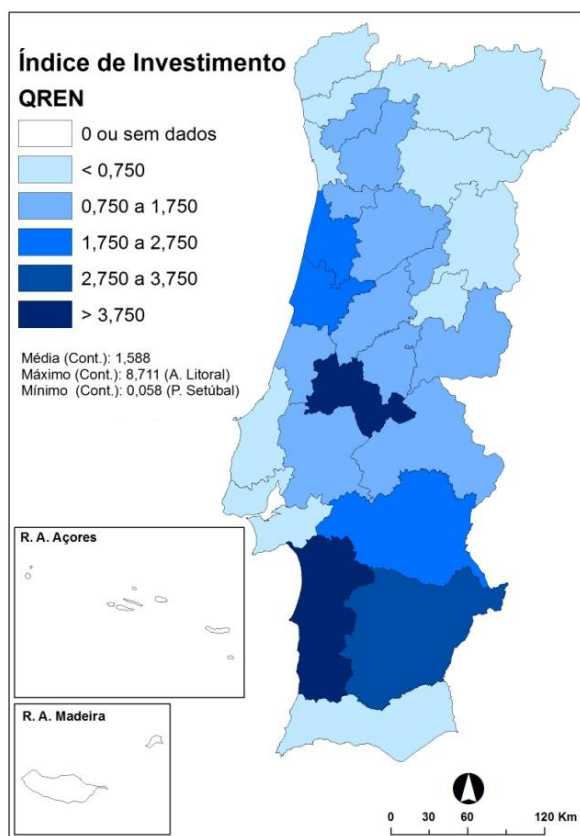 Índice de Investimento
QREN
0 ou sem dados
< 0,750
0,750 a 1,750
1,750 a 2,750
2,750 a 3,750
> 3,750
Média (Cont.): 1,588
Máximo (Cont.): 8,711 (A. Litoral)
Mínimo (Cont.): 0,058 (P. Setúbal)
R. A. Açores
R. A. Madeira
0 30 60 120 Km